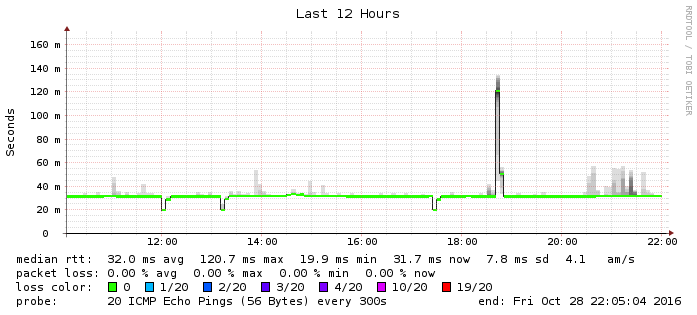 Last 12 Hours
RRDTOOL / TOBI OETIKER
Seconds
160 m
140 m
120 m
100 m
80 m
60 m
40 m
20 m
0
12:00 14:00 16:00 18:00 20:00 22:00
median rtt: 32.0 ms avg 120.7 ms max 19.9 ms min 31.7 ms now 7.8 ms sd 4.1 am/s
packet loss: 0.00 % avg 0.00 % max 0.00 % min 0.00 % now
loss color: 0 1/20 2/20 3/20 4/20 10/20 19/20
probe: 20 ICMP Echo Pings (56 Bytes) every 300s end: Fri Oct 28 22:05:04 2016